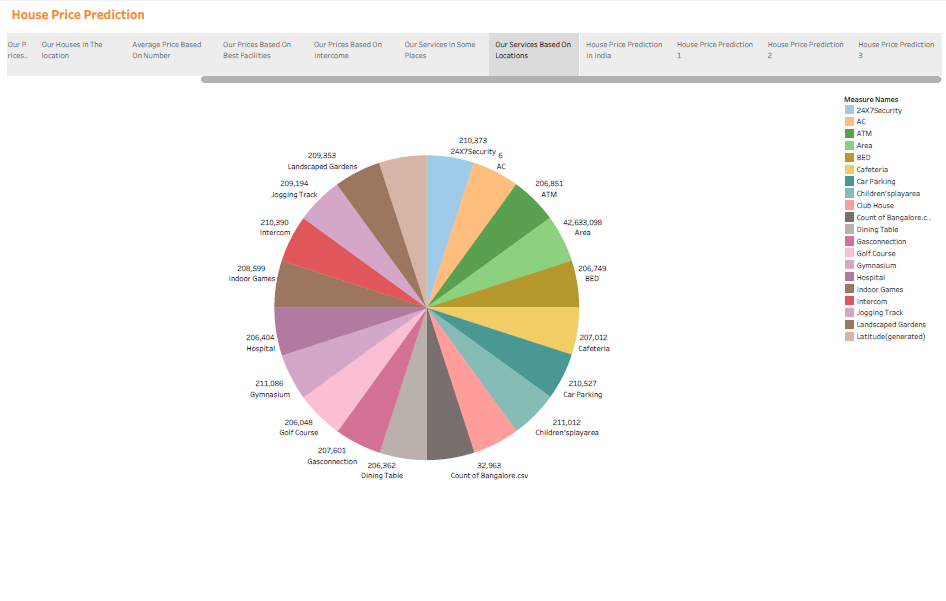 House Price Prediction
Our P
rices..
Our Houses In The
location
Average Price Based
On Number
Our Prices Based On
Best Facilities
Our Prices Based On
Intercome
Our Services In Some
Places
Our Services Based On
Locations
House Price Prediction
In India
House Price Prediction
1
House Price Prediction
2
House Price Prediction
3
Measure Names
24X7Security
AC
ATM
Area
BED
Cafeteria
Car Parking
Children'splayarea
Club House
Count of Bangalore.c..
Dining Table
Gasconnection
Golf Course
Gymnasium
Hospital
Indoor Games
Intercom
Jogging Track
Landscaped Gardens
Latitude(generated)
210,373
24X7Security
6
AC
206,851
ATM
42,633,098
Area
206,749
BED
207,012
Cafeteria
210,527
Car Parking
211,012
Children'splayarea
32,963
Count of Bangalore.csv
206,362
Dining Table
207,601
Gasconnection
206,048
Golf Course
211,086
Gymnasium
206,404
Hospital
208,599
Indoor Games
210,390
Intercom
209,194
Jogging Track
209,353
Landscaped Gardens